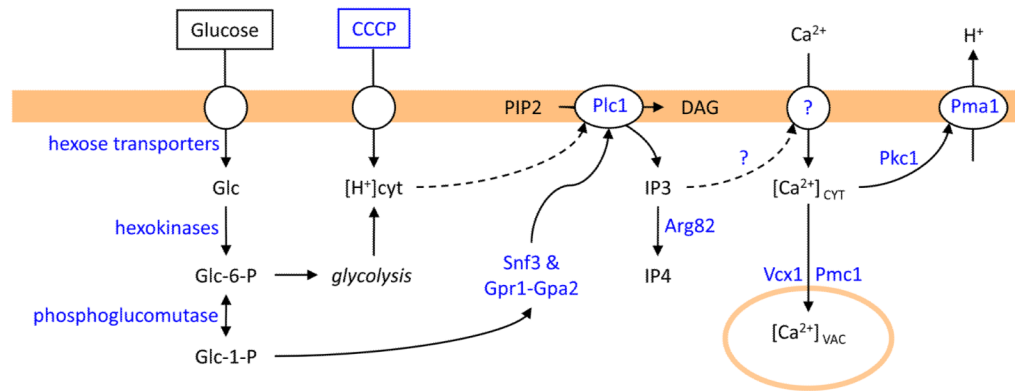 Glucose
CCCP
Ca²⁺
H⁺
PIP2
Plc1
DAG
?
Pma1
hexose transporters
?
Pkc1
Glc
[H⁺]cyt
IP3
[Ca²⁺]CYT
hexokinases
Arg82
Glc-6-P
glycolysis
Snf3 &
Gpr1-Gpa2
IP4
Vcx1
Pmc1
phosphoglucomutase
[Ca²⁺]VAC
Glc-1-P